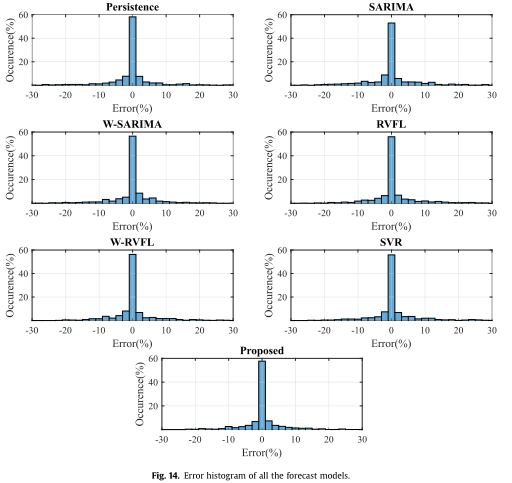 Persistence
SARIMA
60
40
20
Occurence(%)
-30 -20 -10 0 10 20 30
Error(%)
60
40
20
Occurence(%)
-30 -20 -10 0 10 20 30
Error(%)
W-SARIMA
RVFL
60
40
20
Occurence(%)
-30 -20 -10 0 10 20 30
Error(%)
60
40
20
Occurence(%)
-30 -20 -10 0 10 20 30
Error(%)
W-RVFL
SVR
60
40
20
Occurence(%)
-30 -20 -10 0 10 20 30
Error(%)
60
40
20
Occurence(%)
-30 -20 -10 0 10 20 30
Error(%)
Proposed
60
40
20
Occurence(%)
-30 -20 -10 0 10 20 30
Error(%)
Fig. 14. Error histogram of all the forecast models.